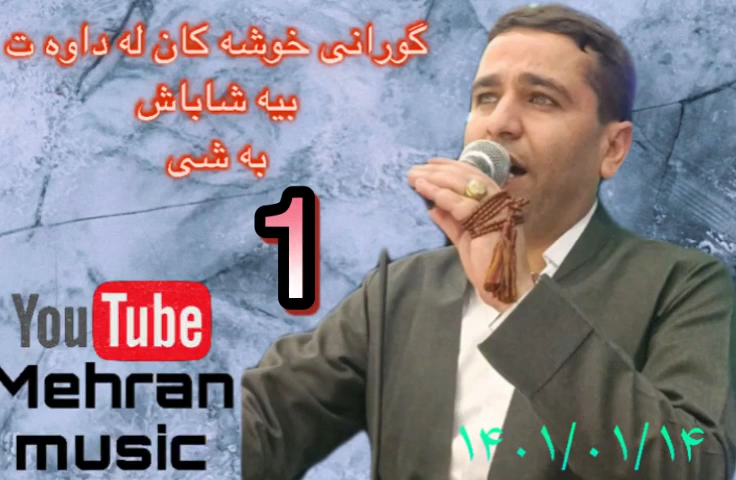 گورانی خوشه کان له داوه ت
بیه شاباش
به شی
1
YouTube
Mehran
music
۱۴۰۱/۰۱/۱۴